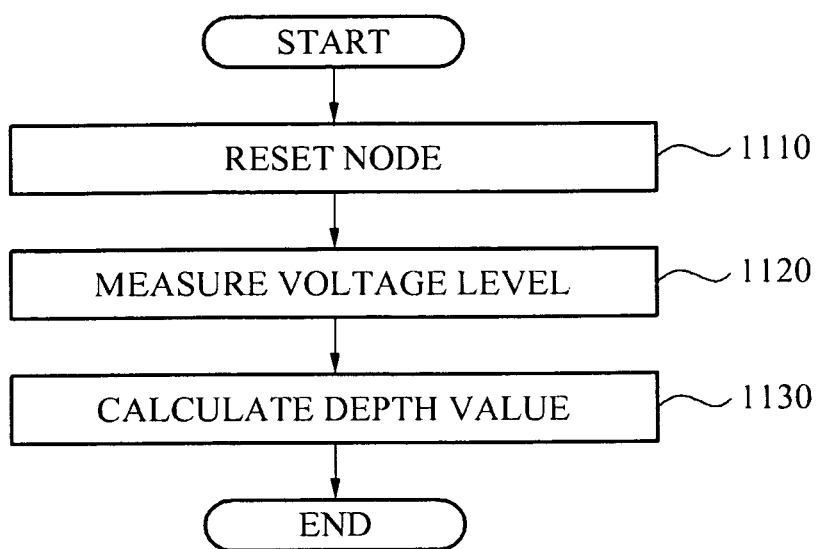 START
RESET NODE
1110
MEASURE VOLTAGE LEVEL
1120
CALCULATE DEPTH VALUE
1130
END